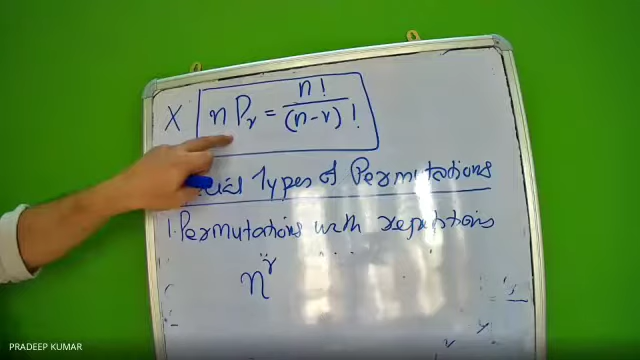 X nPr = n! / (n-r)!
Types of Permutations
1. Permutations with repetitions
n^r
PRADEEP KUMAR